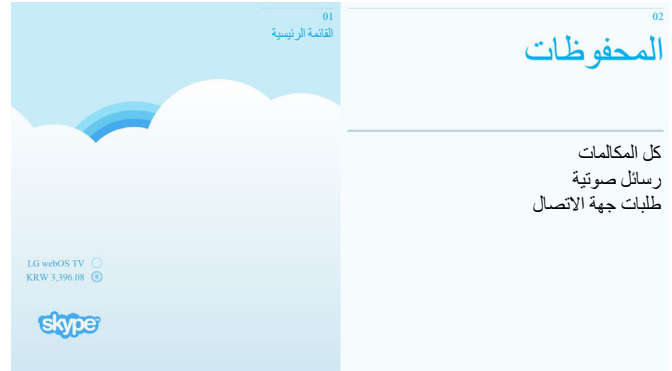 01
القائمة الرئيسية
LG webOS TV
KRW 3,396.08
skype
02
المحفوظات
كل المكالمات
رسائل صوتية
طلبات جهة الاتصال